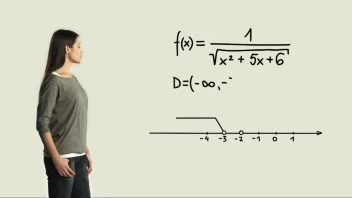 f(x) = 1/√(x² + 5x + 6)
D=(-∞,-
-4 -3 -2 -1 0 1